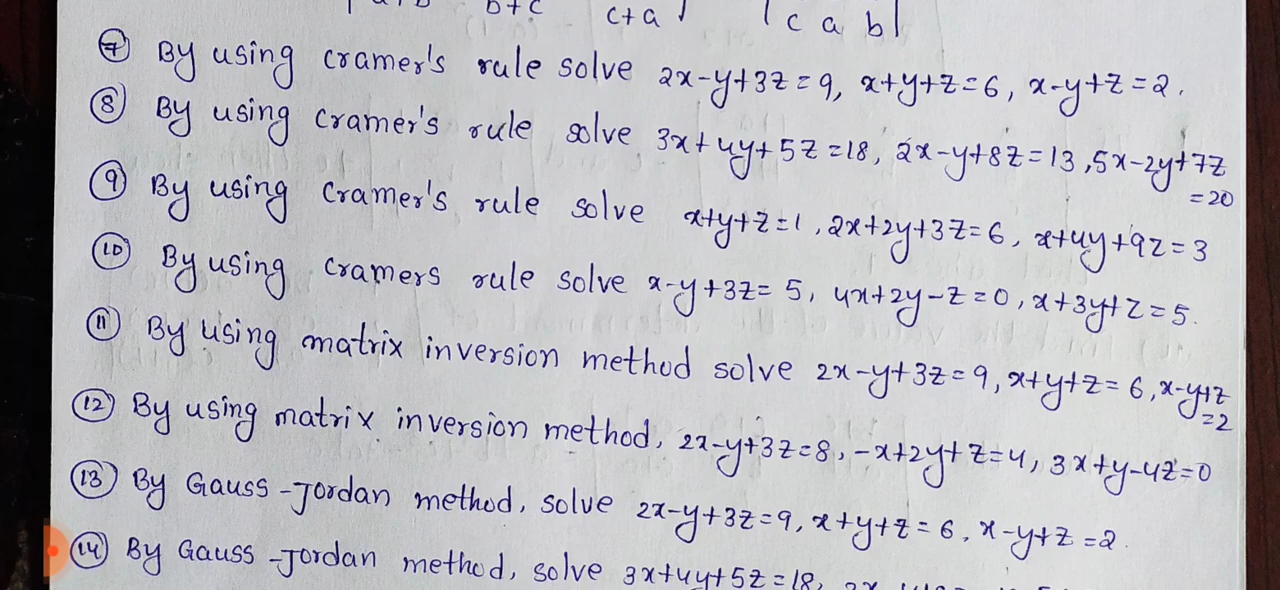 b+c c+a | c a b |
⑦ By using cramer's rule solve 2x-y+3z=9, x+y+z=6, x-y+z=2.
⑧ By using cramer's rule solve 3x+4y+5z=18, 2x-y+8z=13, 5x-2y+7z
=20
⑨ By using cramer's rule solve x+y+z=1, 2x+2y+3z=6, x+4y+9z=3
⑩ By using cramers rule solve x-y+3z=5, 4x+2y-z=0, x+3y+z=5.
⑪ By using matrix inversion method solve 2x-y+3z=9, x+y+z=6, x-y+z
=2
⑫ By using matrix inversion method, 2x-y+3z=8, -x+2y+z=4, 3x+y-4z=0
⑬ By Gauss-Jordan method, solve 2x-y+3z=9, x+y+z=6, x-y+z=2.
⑭ By Gauss-Jordan method, solve 3x+4y+5z=18,